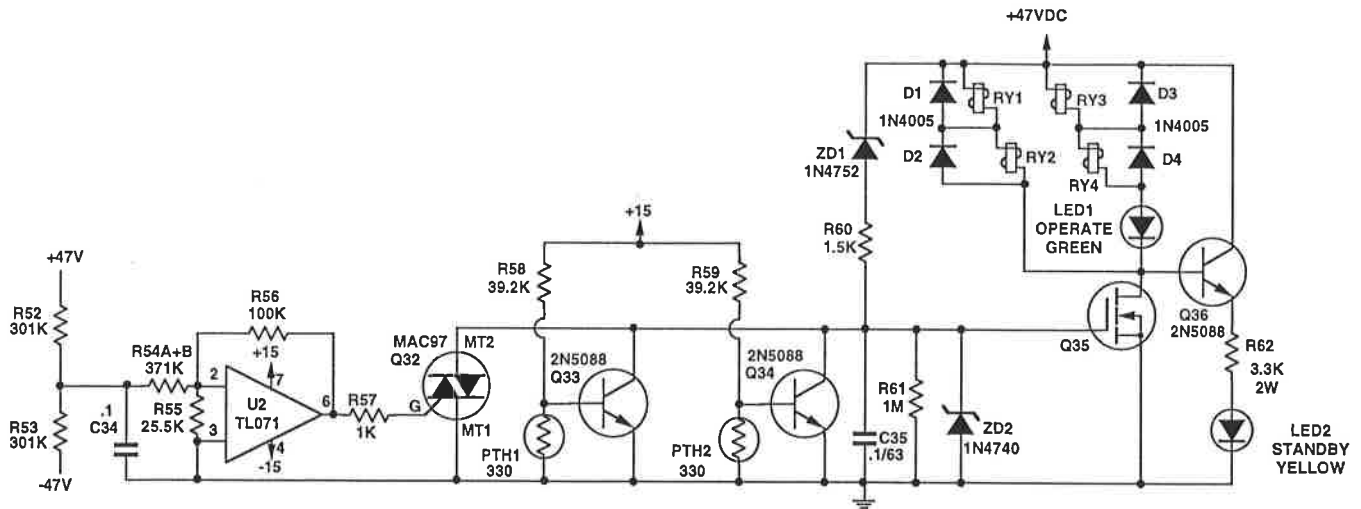 +47VDC
D1
1N4005
RY1
RY3
D3
1N4005
ZD1
1N4752
D2
RY2
RY4
D4
LED1
OPERATE
GREEN
+15
R60
1.5K
+47V
R58
39.2K
R59
39.2K
Q36
2N5088
R52
301K
R56
100K
R54A+B
371K
+15
7
2
MAC97
Q32
MT2
2N5088
Q33
2N5088
Q34
Q35
R62
3.3K
2W
R53
301K
.1
C34
R55
25.5K
3
U2
TL071
6
4
-15
R57
1K
G
MT1
R61
1M
PTH1
330
PTH2
330
C35
.1/63
ZD2
1N4740
LED2
STANDBY
YELLOW
-47V